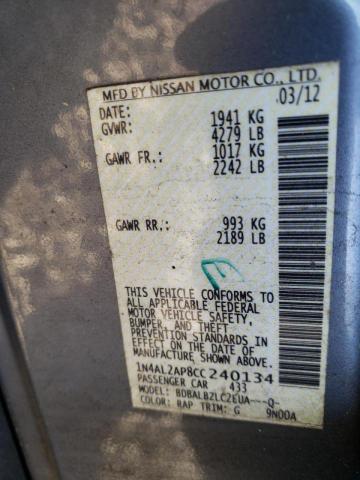 MFD BY NISSAN MOTOR CO., LTD.
03/12
DATE:
GVWR: 1941 KG
4279 LB
GAWR FR.: 1017 KG
2242 LB
GAWR RR.: 993 KG
2189 LB
THIS VEHICLE CONFORMS TO
ALL APPLICABLE FEDERAL
MOTOR VEHICLE SAFETY,
BUMPER, AND THEFT
PREVENTION STANDARDS
IN EFFECT ON THE DATE OF
MANUFACTURE SHOWN ABOVE.
1N4AL2AP8CC240134
PASSENGER CAR 433
MODEL: BDBALBZLC2EUA----Q-
COLOR: RAP TRIM: G 9N00A